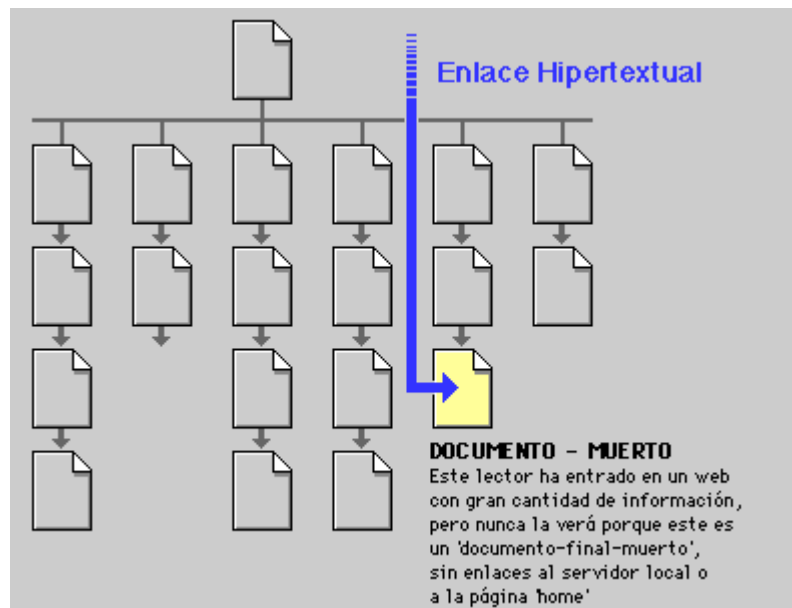 Enlace Hipertextual
DOCUMENTO - MUERTO
Este lector ha entrado en un web
con gran cantidad de información,
pero nunca la verá porque este es
un 'documento-final-muerto',
sin enlaces al servidor local o
a la página 'home'